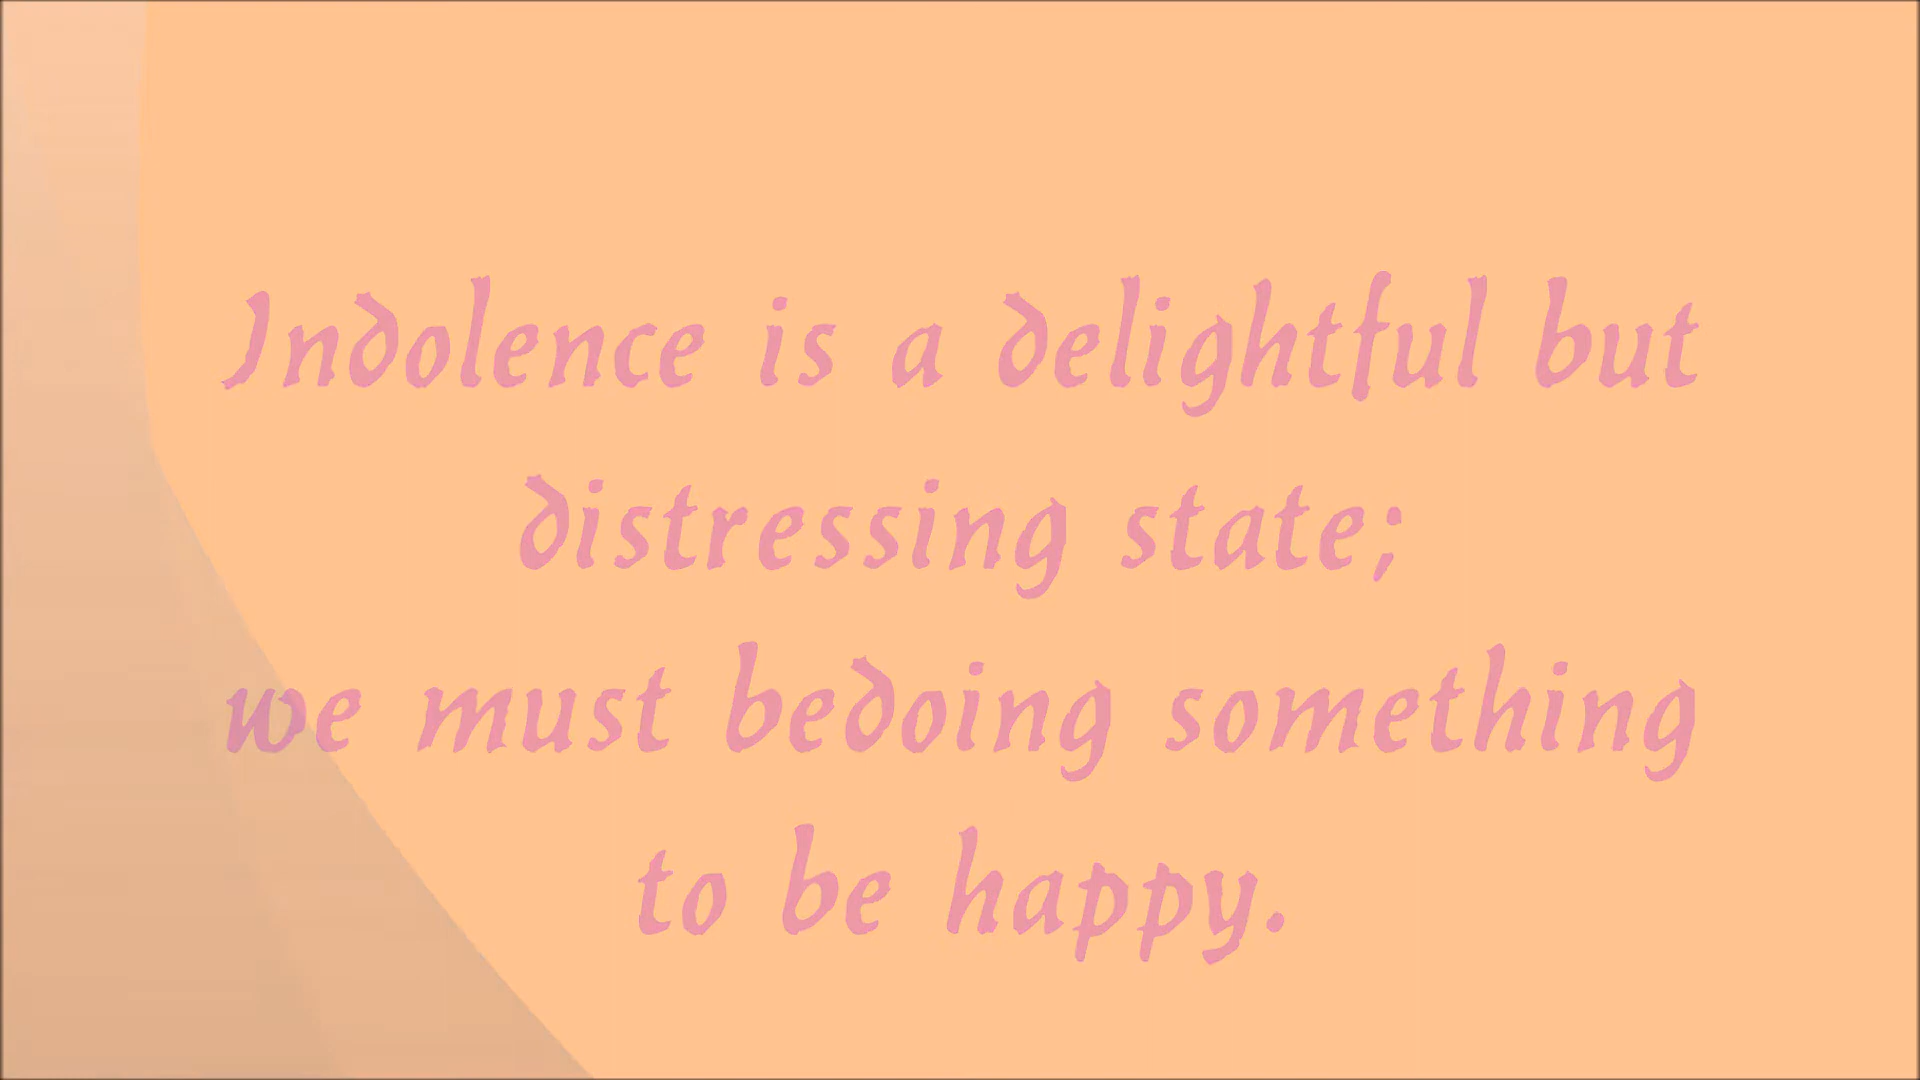 Indolence is a delightful but
distressing state;
we must bedoing something
to be happy.